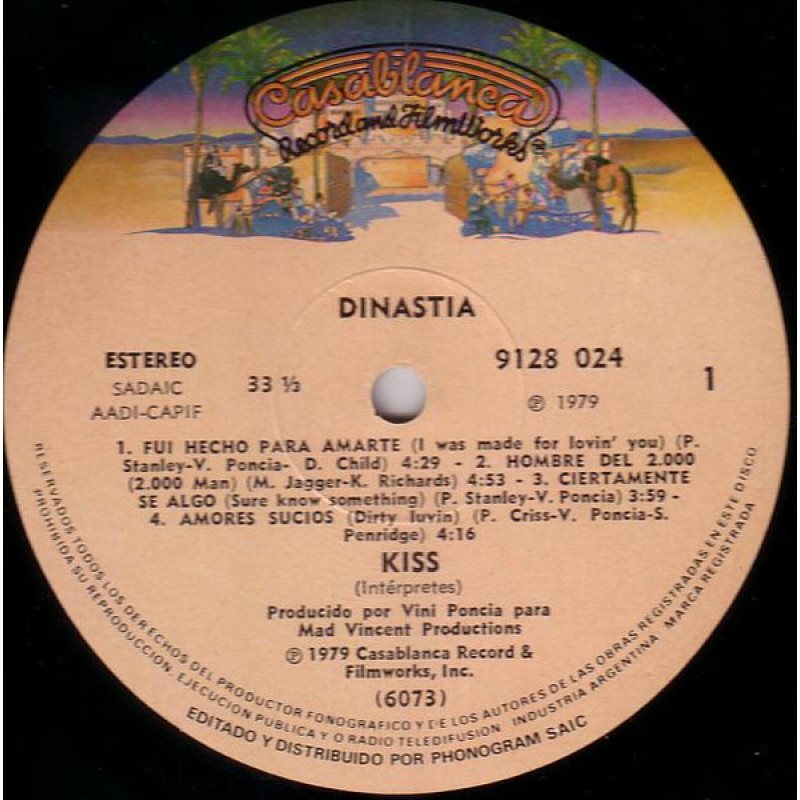 Casablanca
Record and FilmWorks
DINASTIA
ESTEREO
SADAIC
AADI-CAPIF
33 ⅓
9128 024
℗ 1979
1
1. FUI HECHO PARA AMARTE (I was made for lovin' you) (P.
Stanley-V. Poncia- D. Child) 4:29 - 2. HOMBRE DEL 2.000
(2.000 Man) (M. Jagger-K. Richards) 4:53 - 3. CIERTAMENTE
SE ALGO (Sure know something) (P. Stanley-V. Poncia) 3:59 -
4. AMORES SUCIOS (Dirty luvin) (P. Criss-V. Poncia-S.
Penridge) 4:16
KISS
(Intérpretes)
Producido por Vini Poncia para
Mad Vincent Productions
℗ 1979 Casablanca Record &
Filmworks, Inc.
(6073)
RESERVADOS TODOS LOS DERECHOS DEL PRODUCTOR FONOGRAFICO Y DE LOS AUTORES DE LAS OBRAS REGISTRADAS EN ESTE DISCO
PROHIBIDA SU REPRODUCCION, EJECUCION PUBLICA Y O RADIO TELEDIFUSION INDUSTRIA ARGENTINA MARCA REGISTRADA
EDITADO Y DISTRIBUIDO POR PHONOGRAM SAIC